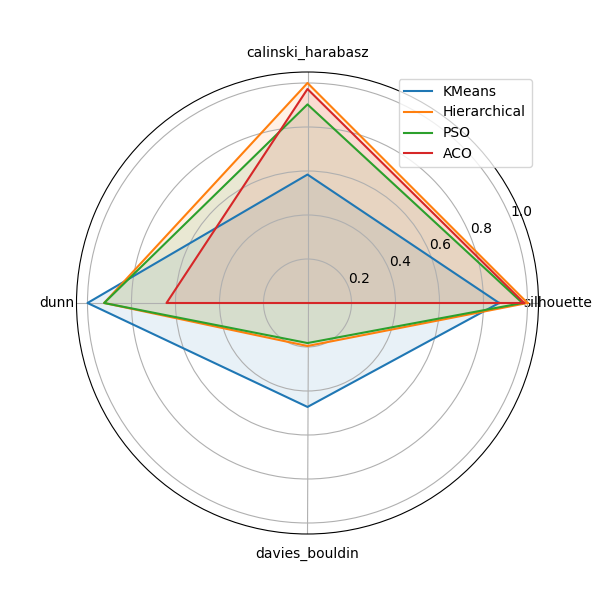 calinski_harabasz
KMeans
Hierarchical
PSO
ACO
1.0
0.8
0.6
0.4
0.2
dunn
silhouette
davies_bouldin